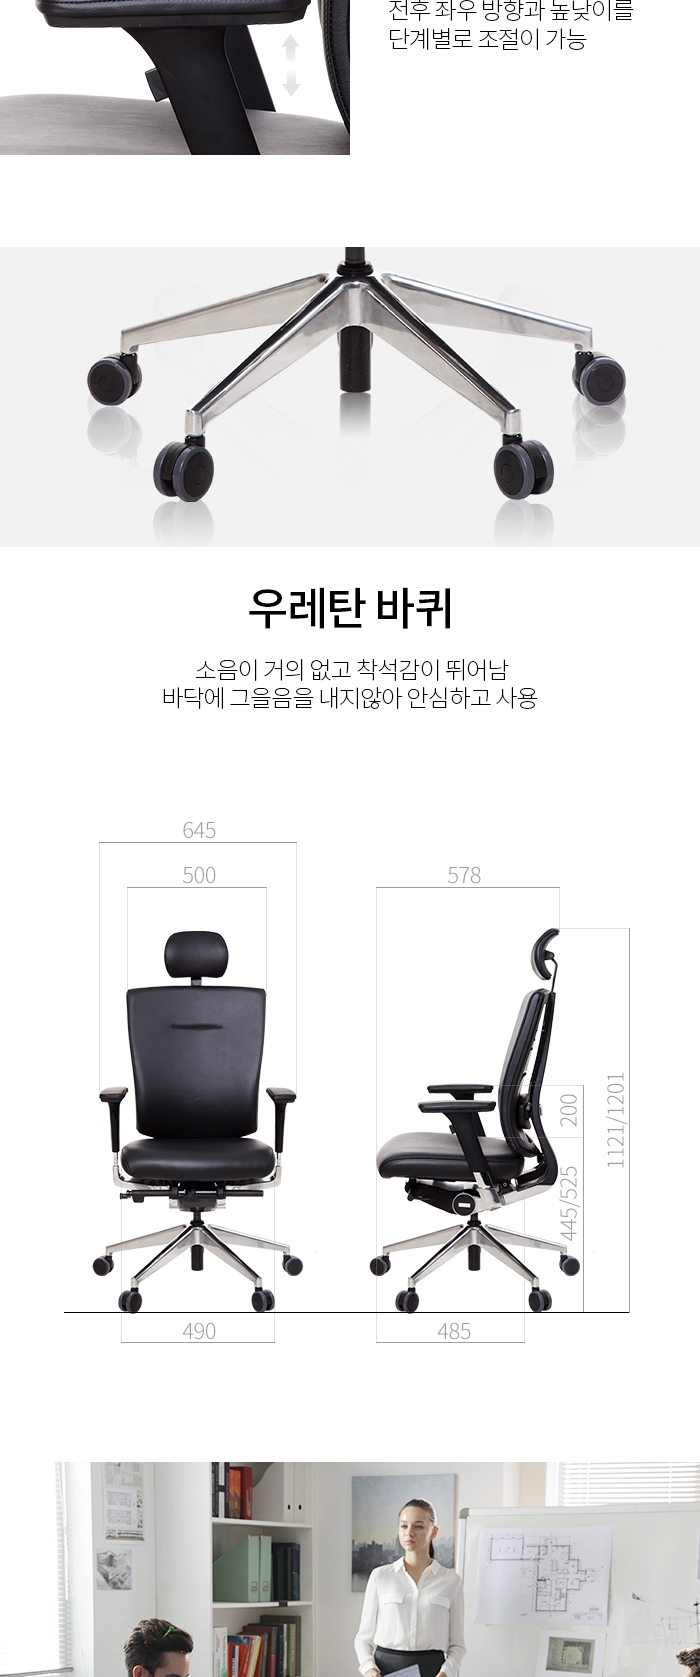 전후 좌우 방향과 높낮이를
단계별로 조절이 가능
우레탄 바퀴
소음이 거의 없고 착석감이 뛰어남
바닥에 그을음을 내지않아 안심하고 사용
645
500
578
200
445/525
1121/1201
490
485